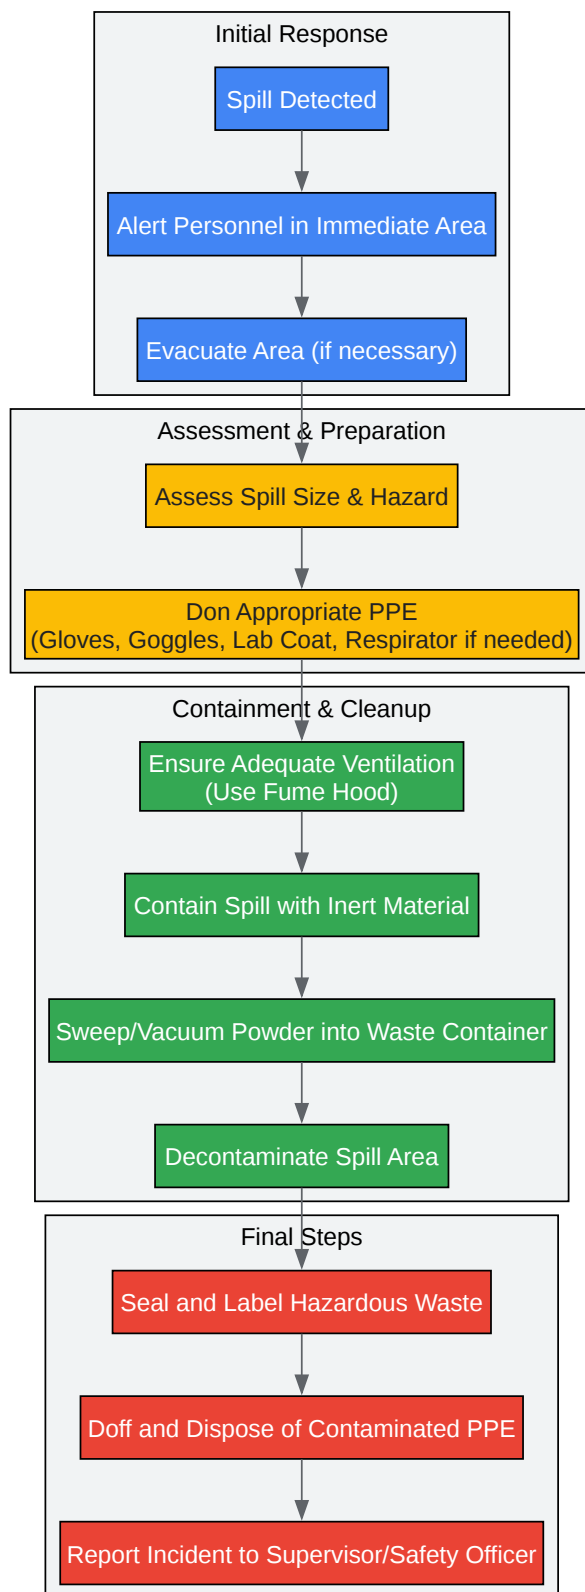 Initial Response
Spill Detected
Alert Personnel in Immediate Area
Evacuate Area (if necessary)
Assessment & Preparation
Assess Spill Size & Hazard
Don Appropriate PPE
(Gloves, Goggles, Lab Coat, Respirator if needed)
Containment & Cleanup
Ensure Adequate Ventilation
(Use Fume Hood)
Contain Spill with Inert Material
Sweep/Vacuum Powder into Waste Container
Decontaminate Spill Area
Final Steps
Seal and Label Hazardous Waste
Doff and Dispose of Contaminated PPE
Report Incident to Supervisor/Safety Officer